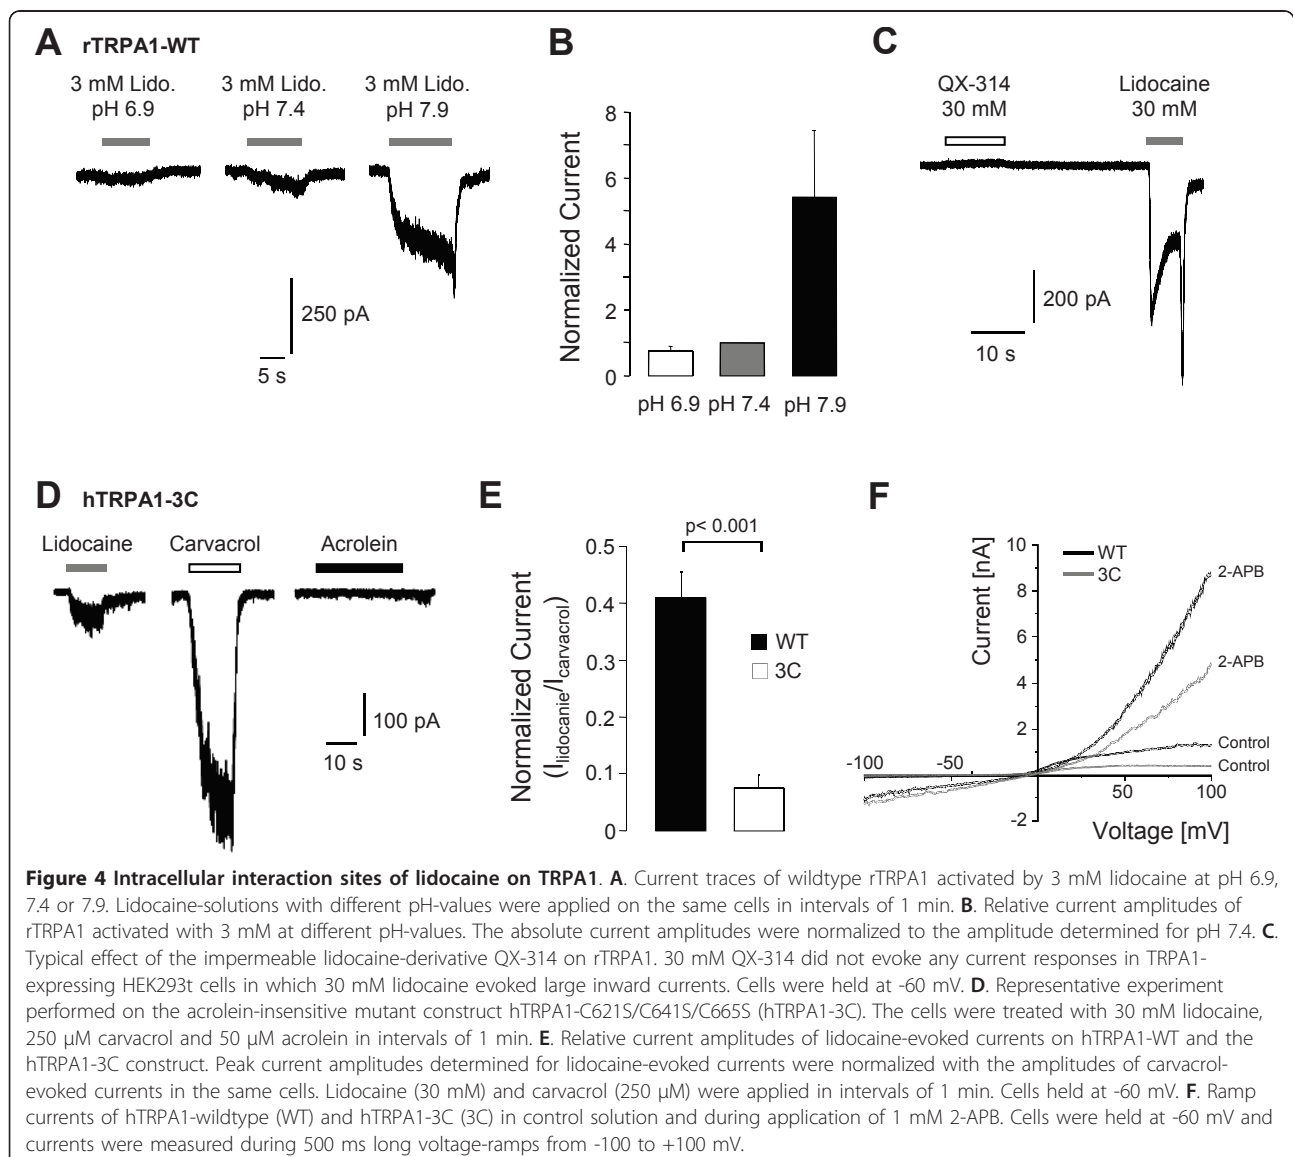 A rTRPA1-WT
3 mM Lido. 3 mM Lido. 3 mM Lido.
pH 6.9 pH 7.4 pH 7.9
250 pA
5 s
B
Normalized Current
8
6
4
2
0
pH 6.9 pH 7.4 pH 7.9
C
QX-314 Lidocaine
30 mM 30 mM
200 pA
10 s
D hTRPA1-3C
Lidocaine Carvacrol Acrolein
100 pA
10 s
E
p< 0.001
Normalized Current
(Ilidocanie/Icarvacrol)
0.5
0.4
0.3
0.2
0.1
0
WT
3C
F
Current [nA]
10
8
6
4
2
-2
WT
3C
2-APB
2-APB
Control
Control
-100 -50
50 100
Voltage [mV]
Figure 4 Intracellular interaction sites of lidocaine on TRPA1. A. Current traces of wildtype rTRPA1 activated by 3 mM lidocaine at pH 6.9,
7.4 or 7.9. Lidocaine-solutions with different pH-values were applied on the same cells in intervals of 1 min. B. Relative current amplitudes of
rTRPA1 activated with 3 mM at different pH-values. The absolute current amplitudes were normalized to the amplitude determined for pH 7.4. C.
Typical effect of the impermeable lidocaine-derivative QX-314 on rTRPA1. 30 mM QX-314 did not evoke any current responses in TRPA1-
expressing HEK293t cells in which 30 mM lidocaine evoked large inward currents. Cells were held at -60 mV. D. Representative experiment
performed on the acrolein-insensitive mutant construct hTRPA1-C621S/C641S/C665S (hTRPA1-3C). The cells were treated with 30 mM lidocaine,
250 μM carvacrol and 50 μM acrolein in intervals of 1 min. E. Relative current amplitudes of lidocaine-evoked currents on hTRPA1-WT and the
hTRPA1-3C construct. Peak current amplitudes determined for lidocaine-evoked currents were normalized with the amplitudes of carvacrol-
evoked currents in the same cells. Lidocaine (30 mM) and carvacrol (250 μM) were applied in intervals of 1 min. Cells held at -60 mV. F. Ramp
currents of hTRPA1-wildtype (WT) and hTRPA1-3C (3C) in control solution and during application of 1 mM 2-APB. Cells were held at -60 mV and
currents were measured during 500 ms long voltage-ramps from -100 to +100 mV.